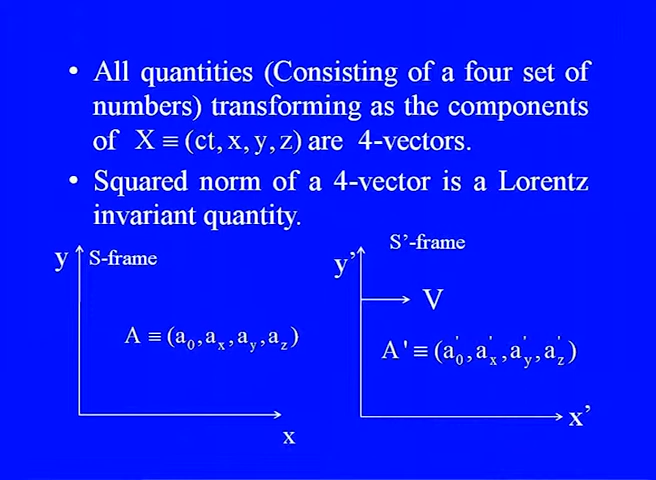 • All quantities (Consisting of a four set of
numbers) transforming as the components
of X ≡ (ct, x, y, z) are 4-vectors.
• Squared norm of a 4-vector is a Lorentz
invariant quantity.
y S-frame
A ≡ (a₀, aₓ, a_y, a_z)
x
S’-frame
y’
V
A' ≡ (a₀', aₓ', a_y', a_z')
x’